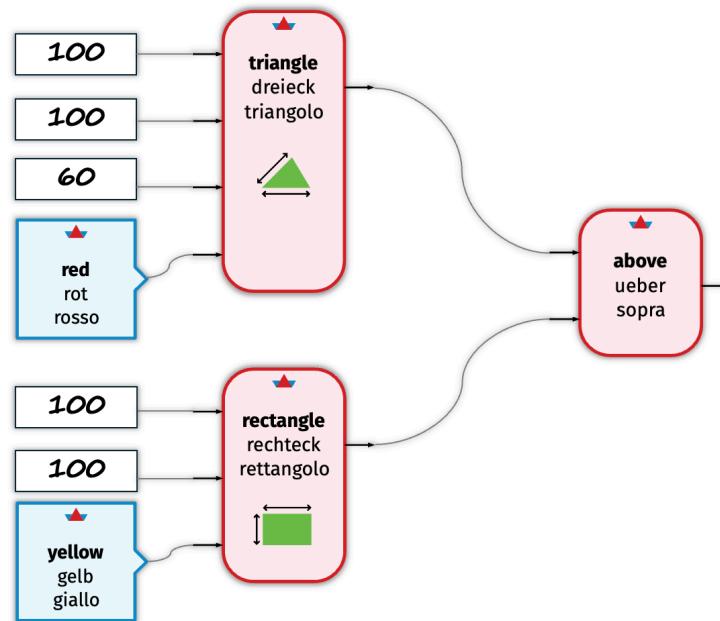 100
100
60
red
rot
rosso
triangle
dreieck
triangolo
above
ueber
sopra
100
100
yellow
gelb
giallo
rectangle
rechteck
rettangolo